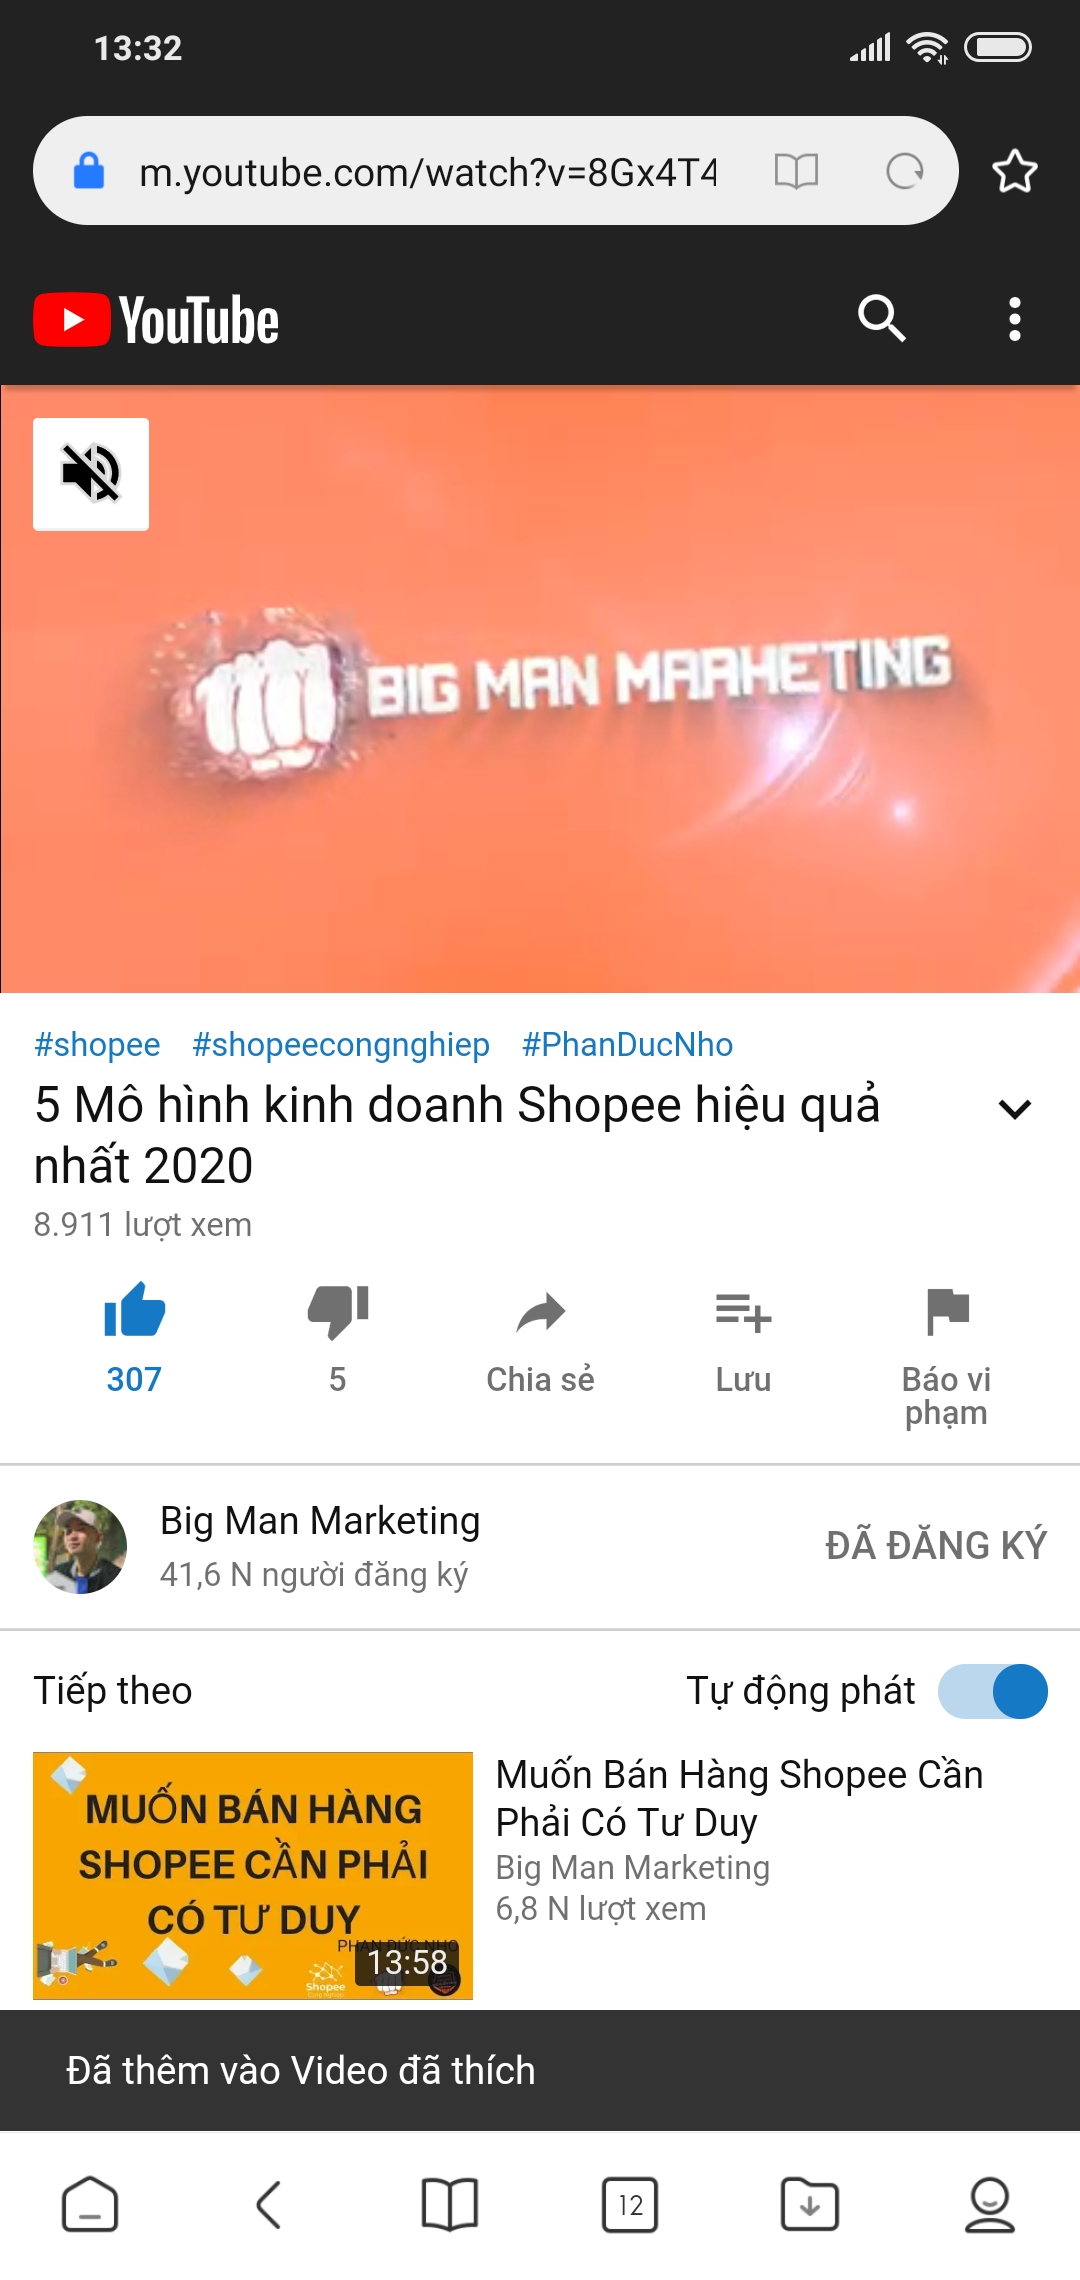 13:32
m.youtube.com/watch?v=8Gx4T4
YouTube
BIG MAN MARKETING
#shopee #shopeecongnghiep #PhanDucNho
5 Mô hình kinh doanh Shopee hiệu quả
nhất 2020
8.911 lượt xem
307
5
Chia sẻ
Lưu
Báo vi
phạm
Big Man Marketing
41,6 N người đăng ký
ĐÃ ĐĂNG KÝ
Tiếp theo
Tự động phát
MUỐN BÁN HÀNG
SHOPEE CẦN PHẢI
CÓ TƯ DUY
PHAN ĐỨC NHO
Shopee
13:58
Muốn Bán Hàng Shopee Cần
Phải Có Tư Duy
Big Man Marketing
6,8 N lượt xem
Đã thêm vào Video đã thích
12